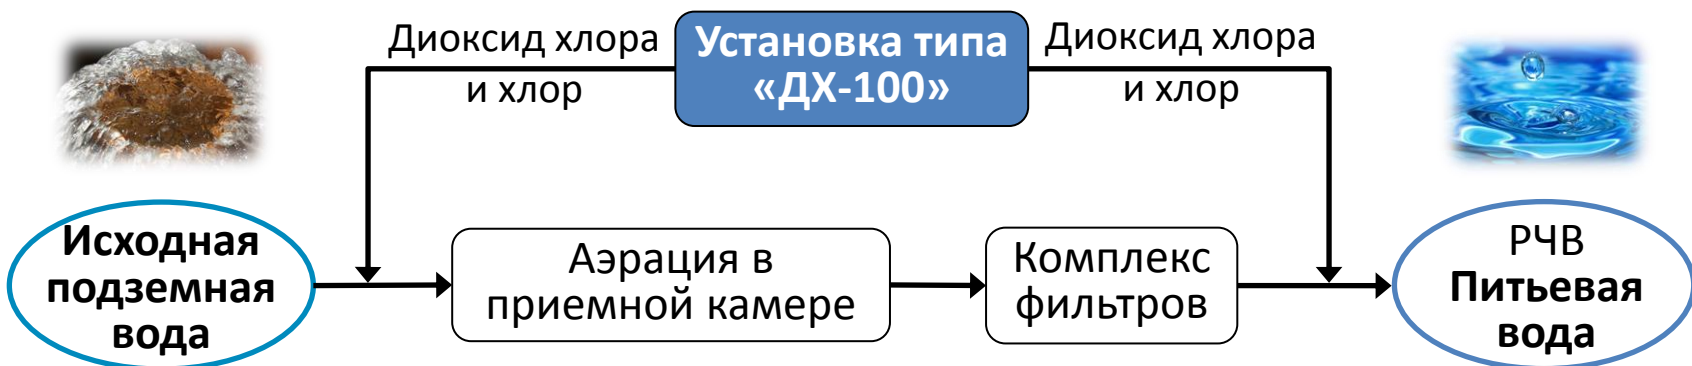 Диоксид хлора
и хлор
Установка типа
«ДХ-100»
Диоксид хлора
и хлор
Исходная
подземная
вода
Аэрация в
приемной камере
Комплекс
фильтров
РЧВ
Питьевая
вода